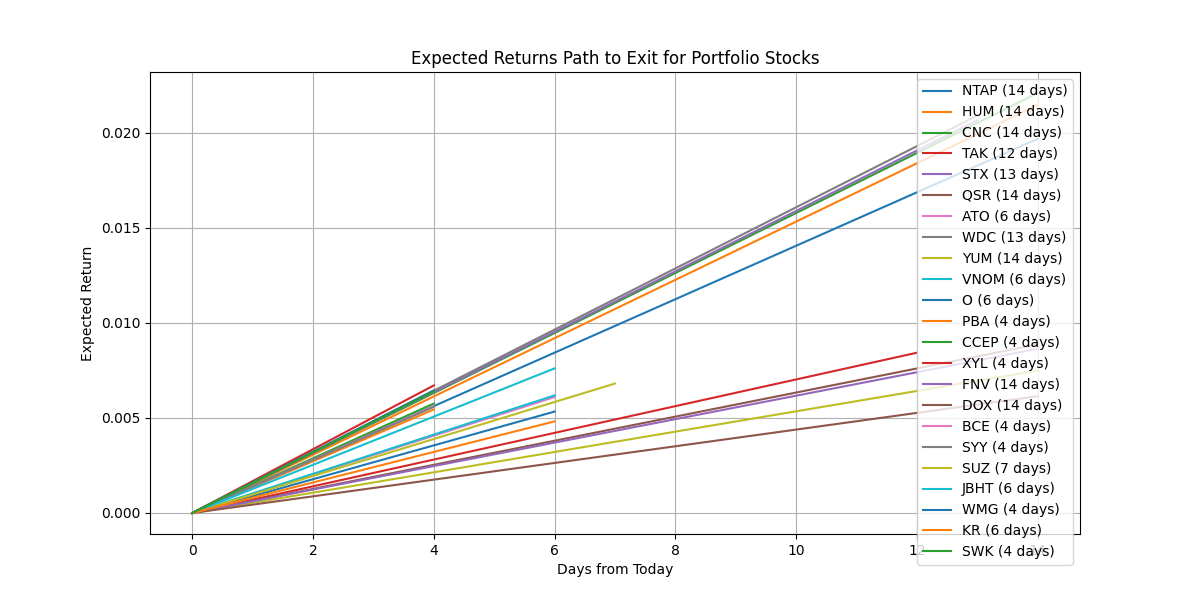 Expected Returns Path to Exit for Portfolio Stocks
Expected Return
0.020
0.015
0.010
0.005
0.000
0
2
4
6
8
10
12
14
Days from Today
NTAP (14 days)
HUM (14 days)
CNC (14 days)
TAK (12 days)
STX (13 days)
QSR (14 days)
ATO (6 days)
WDC (13 days)
YUM (14 days)
VNOM (6 days)
O (6 days)
PBA (4 days)
CCEP (4 days)
XYL (4 days)
FNV (14 days)
DOX (14 days)
BCE (4 days)
SYY (4 days)
SUZ (7 days)
JBHT (6 days)
WMG (4 days)
KR (6 days)
SWK (4 days)